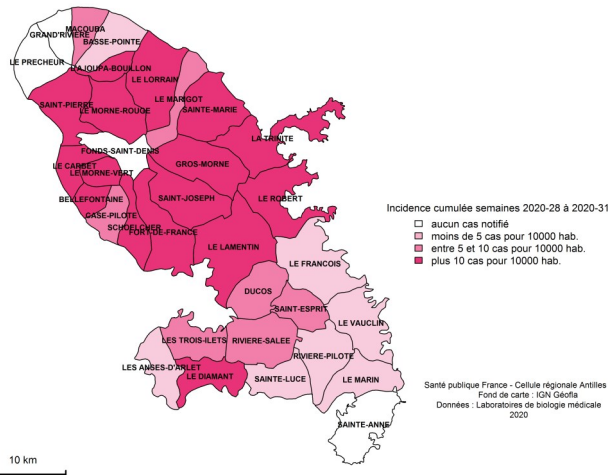 MACOUBA
GRAND'RIVIERE
BASSE-POINTE
LE PRECHEUR
L'AJOUPA-BOUILLON
LE LORRAIN
LE MARIGOT
SAINT-PIERRE
LE MORNE-ROUGE
SAINTE-MARIE
LA TRINITE
FONDS-SAINT-DENIS
LE CARBET
GROS-MORNE
LE MORNE-VERT
BELLEFONTAINE
SAINT-JOSEPH
LE ROBERT
CASE-PILOTE
SCHOELCHER
FORT-DE-FRANCE
LE LAMENTIN
LE FRANCOIS
DUCOS
SAINT-ESPRIT
LE VAUCLIN
LES TROIS-ILETS
RIVIERE-SALEE
RIVIERE-PILOTE
LES ANSES-D'ARLET
LE DIAMANT
SAINTE-LUCE
LE MARIN
SAINTE-ANNE
Incidence cumulée semaines 2020-28 à 2020-31
aucun cas notifié
moins de 5 cas pour 10000 hab.
entre 5 et 10 cas pour 10000 hab.
plus 10 cas pour 10000 hab.
Santé publique France - Cellule régionale Antilles
Fond de carte : IGN Géofla
Données : Laboratoires de biologie médicale
2020
10 km